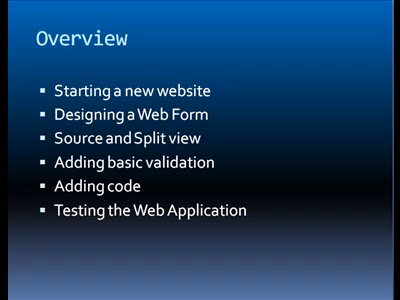 Overview
Starting a new website
Designing a Web Form
Source and Split view
Adding basic validation
Adding code
Testing the Web Application